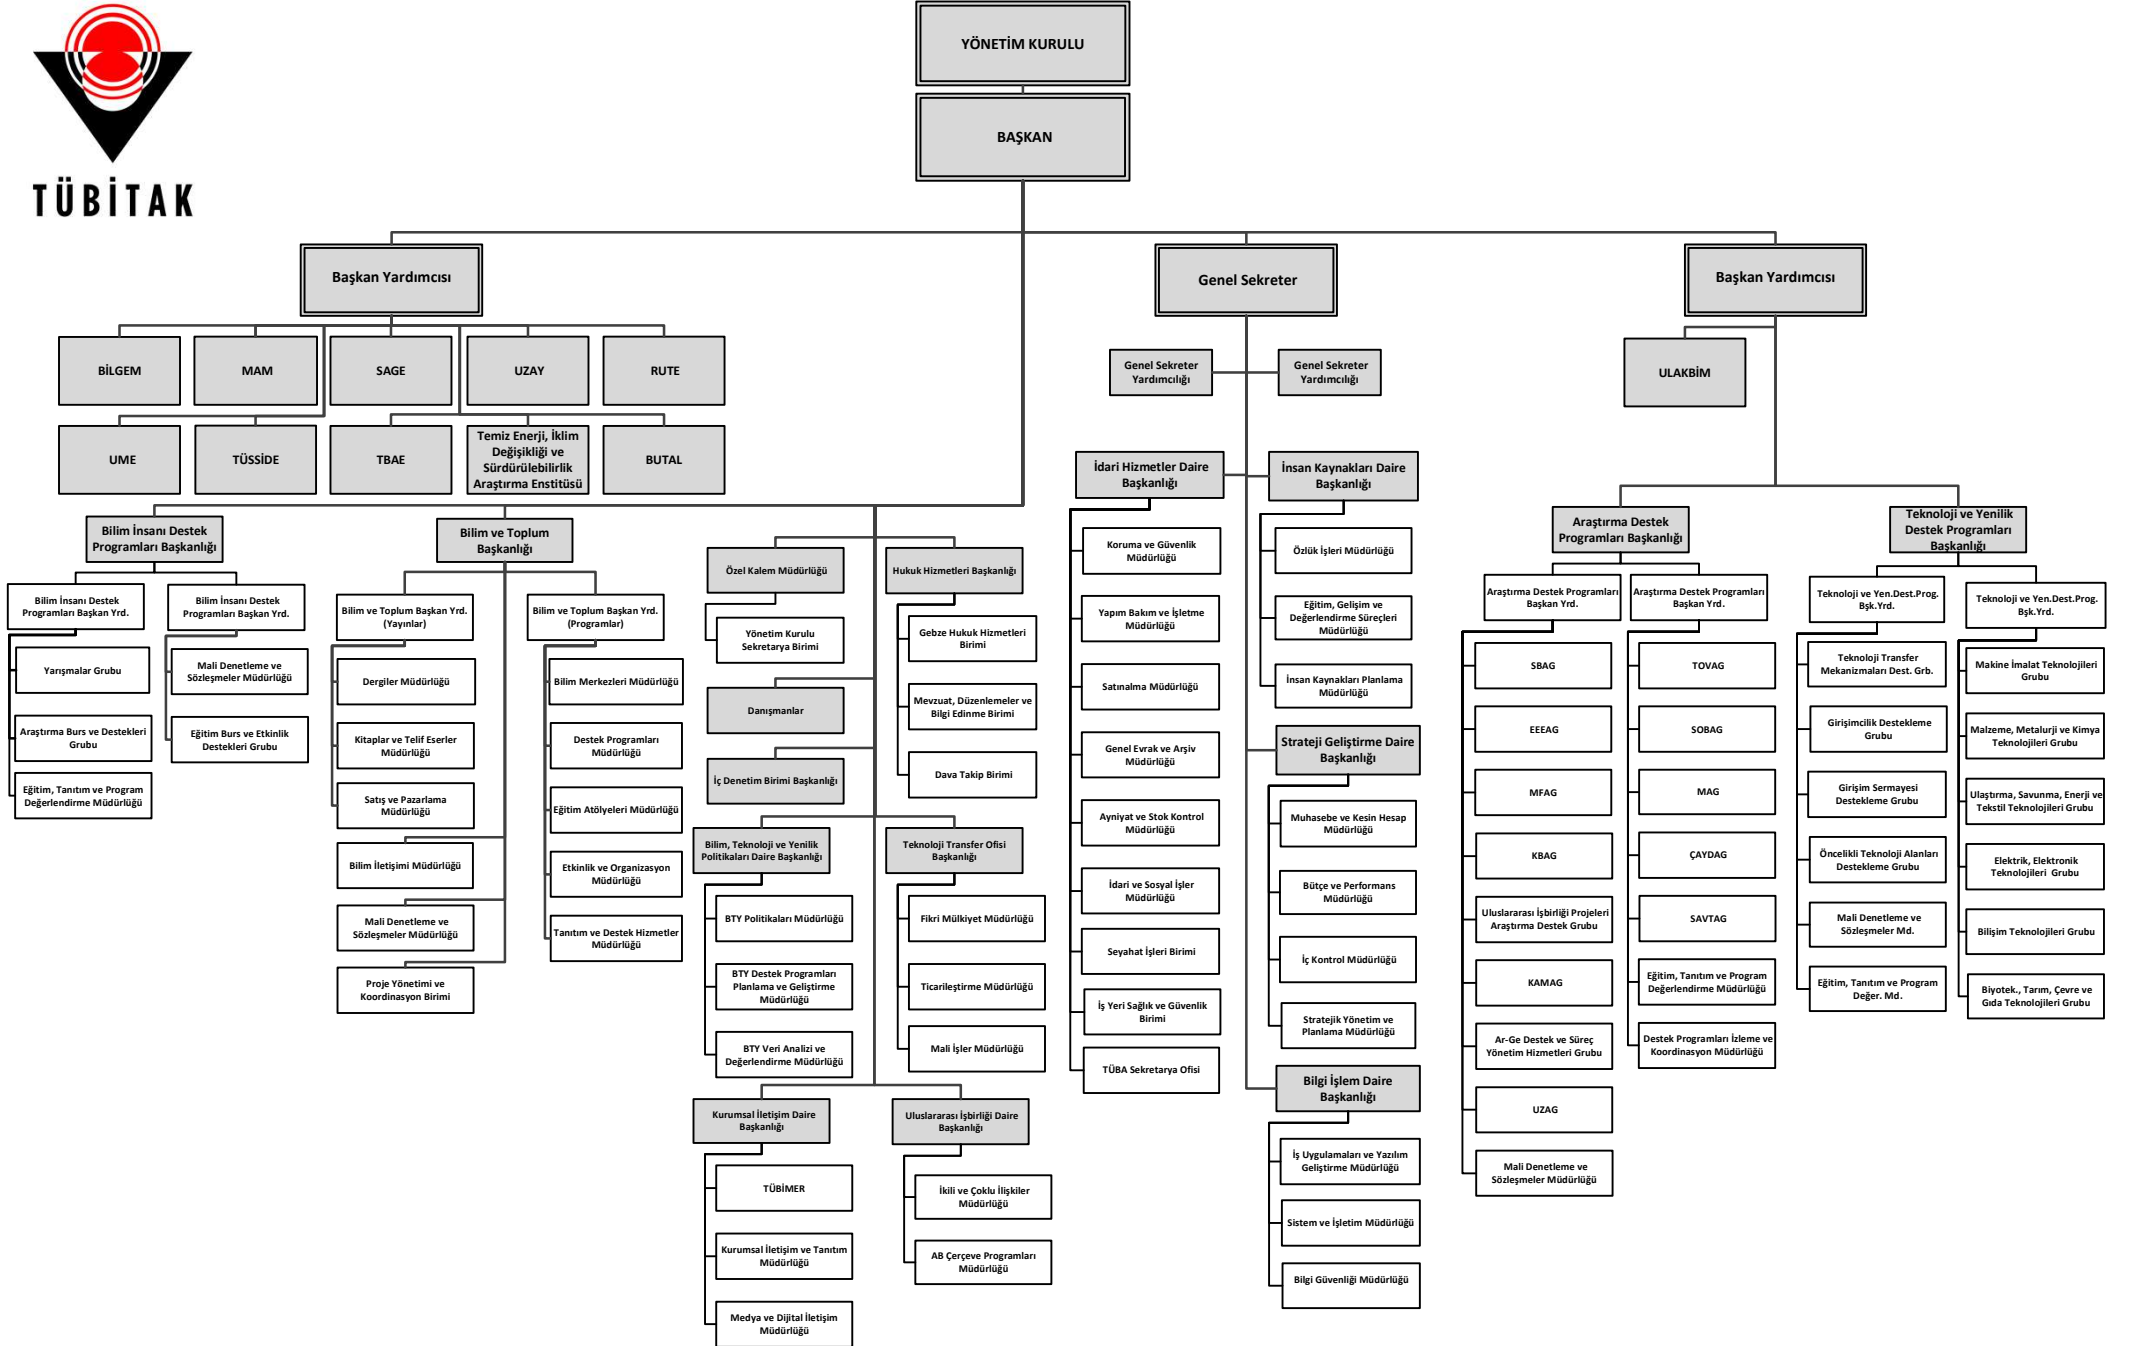 TÜBİTAK
YÖNETİM KURULU
BAŞKAN
Başkan Yardımcısı
Genel Sekreter
Başkan Yardımcısı
BİLGEM
MAM
SAGE
UZAY
RUTE
UME
TÜSSİDE
TBAE
Temiz Enerji, İklim
Değişikliği ve
Sürdürülebilirlik
Araştırma Enstitüsü
BUTAL
Genel Sekreter
Yardımcılığı
Genel Sekreter
Yardımcılığı
ULAKBİM
Bilim İnsanı Destek
Programları Başkanlığı
Bilim İnsanı Destek
Programları Başkan Yrd.
Yarışmalar Grubu
Araştırma Burs ve Destekleri
Grubu
Eğitim, Tanıtım ve Program
Değerlendirme Müdürlüğü
Bilim İnsanı Destek
Programları Başkan Yrd.
Mali Denetleme ve
Sözleşmeler Müdürlüğü
Eğitim Burs ve Etkinlik
Destekleri Grubu
Bilim ve Toplum
Başkanlığı
Bilim ve Toplum Başkan Yrd.
(Yayınlar)
Dergiler Müdürlüğü
Kitaplar ve Telif Eserler
Müdürlüğü
Satış ve Pazarlama
Müdürlüğü
Bilim İletişimi Müdürlüğü
Mali Denetleme ve
Sözleşmeler Müdürlüğü
Proje Yönetimi ve
Koordinasyon Birimi
Bilim ve Toplum Başkan Yrd.
(Programlar)
Bilim Merkezleri Müdürlüğü
Destek Programları
Müdürlüğü
Eğitim Atölyeleri Müdürlüğü
Etkinlik ve Organizasyon
Müdürlüğü
Tanıtım ve Destek Hizmetler
Müdürlüğü
Özel Kalem Müdürlüğü
Yönetim Kurulu
Sekretarya Birimi
Danışmanlar
İç Denetim Birimi Başkanlığı
Hukuk Hizmetleri Başkanlığı
Gebze Hukuk Hizmetleri
Birimi
Mevzuat, Düzenlemeler ve
Bilgi Edinme Birimi
Dava Takip Birimi
Bilim, Teknoloji ve Yenilik
Politikaları Daire Başkanlığı
BTY Politikaları Müdürlüğü
BTY Destek Programları
Planlama ve Geliştirme
Müdürlüğü
BTY Veri Analizi ve
Değerlendirme Müdürlüğü
Teknoloji Transfer Ofisi
Başkanlığı
Fikri Mülkiyet Müdürlüğü
Ticarileştirme Müdürlüğü
Mali İşler Müdürlüğü
Kurumsal İletişim Daire
Başkanlığı
TÜBİMER
Kurumsal İletişim ve Tanıtım
Müdürlüğü
Medya ve Dijital İletişim
Müdürlüğü
Uluslararası İşbirliği Daire
Başkanlığı
İkili ve Çoklu İlişkiler
Müdürlüğü
AB Çerçeve Programları
Müdürlüğü
İdari Hizmetler Daire
Başkanlığı
Koruma ve Güvenlik
Müdürlüğü
Yapım Bakım ve İşletme
Müdürlüğü
Satınalma Müdürlüğü
Genel Evrak ve Arşiv
Müdürlüğü
Ayniyat ve Stok Kontrol
Müdürlüğü
İdari ve Sosyal İşler
Müdürlüğü
Seyahat İşleri Birimi
İş Yeri Sağlık ve Güvenlik
Birimi
TÜBA Sekretarya Ofisi
İnsan Kaynakları Daire
Başkanlığı
Özlük İşleri Müdürlüğü
Eğitim, Gelişim ve
Değerlendirme Süreçleri
Müdürlüğü
İnsan Kaynakları Planlama
Müdürlüğü
Strateji Geliştirme Daire
Başkanlığı
Muhasebe ve Kesin Hesap
Müdürlüğü
Bütçe ve Performans
Müdürlüğü
İç Kontrol Müdürlüğü
Stratejik Yönetim ve
Planlama Müdürlüğü
Bilgi İşlem Daire
Başkanlığı
İş Uygulamaları ve Yazılım
Geliştirme Müdürlüğü
Sistem ve İşletim Müdürlüğü
Bilgi Güvenliği Müdürlüğü
Araştırma Destek
Programları Başkanlığı
Araştırma Destek Programları
Başkan Yrd.
SBAG
EEEAG
MFAG
KBAG
Uluslararası İşbirliği Projeleri
Araştırma Destek Grubu
KAMAG
Ar-Ge Destek ve Süreç
Yönetim Hizmetleri Grubu
UZAG
Mali Denetleme ve
Sözleşmeler Müdürlüğü
Araştırma Destek Programları
Başkan Yrd.
TOVAG
SOBAG
MAG
ÇAYDAG
SAVTAG
Eğitim, Tanıtım ve Program
Değerlendirme Müdürlüğü
Destek Programları İzleme ve
Koordinasyon Müdürlüğü
Teknoloji ve Yenilik
Destek Programları
Başkanlığı
Teknoloji ve Yen.Dest.Prog.
Bşk.Yrd.
Teknoloji Transfer
Mekanizmaları Dest. Grb.
Girişimcilik Destekleme
Grubu
Girişim Sermayesi
Destekleme Grubu
Öncelikli Teknoloji Alanları
Destekleme Grubu
Mali Denetleme ve
Sözleşmeler Md.
Eğitim, Tanıtım ve Program
Değer. Md.
Teknoloji ve Yen.Dest.Prog.
Bşk.Yrd.
Makine İmalat Teknolojileri
Grubu
Malzeme, Metalurji ve Kimya
Teknolojileri Grubu
Ulaştırma, Savunma, Enerji ve
Tekstil Teknolojileri Grubu
Elektrik, Elektronik
Teknolojileri Grubu
Bilişim Teknolojileri Grubu
Biyotek., Tarım, Çevre ve
Gıda Teknolojileri Grubu